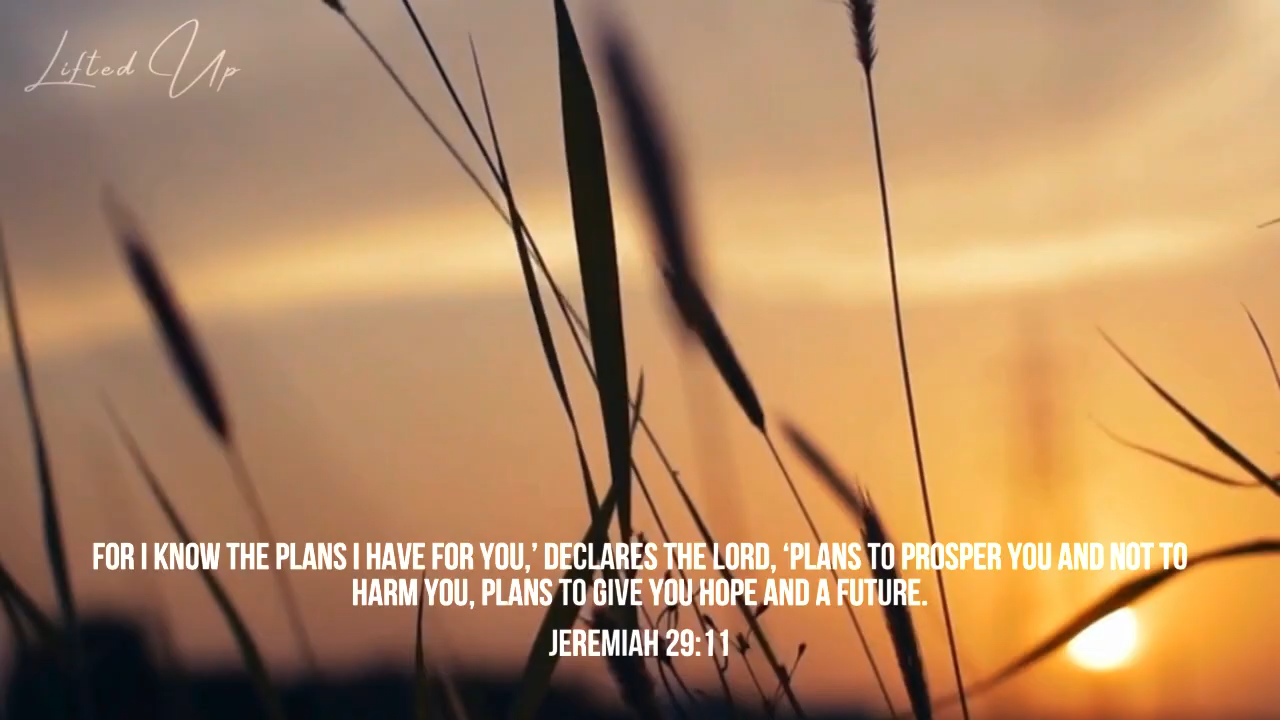 Lifted Up
FOR I KNOW THE PLANS I HAVE FOR YOU,’ DECLARES THE LORD, ‘PLANS TO PROSPER YOU AND NOT TO
HARM YOU, PLANS TO GIVE YOU HOPE AND A FUTURE.
JEREMIAH 29:11